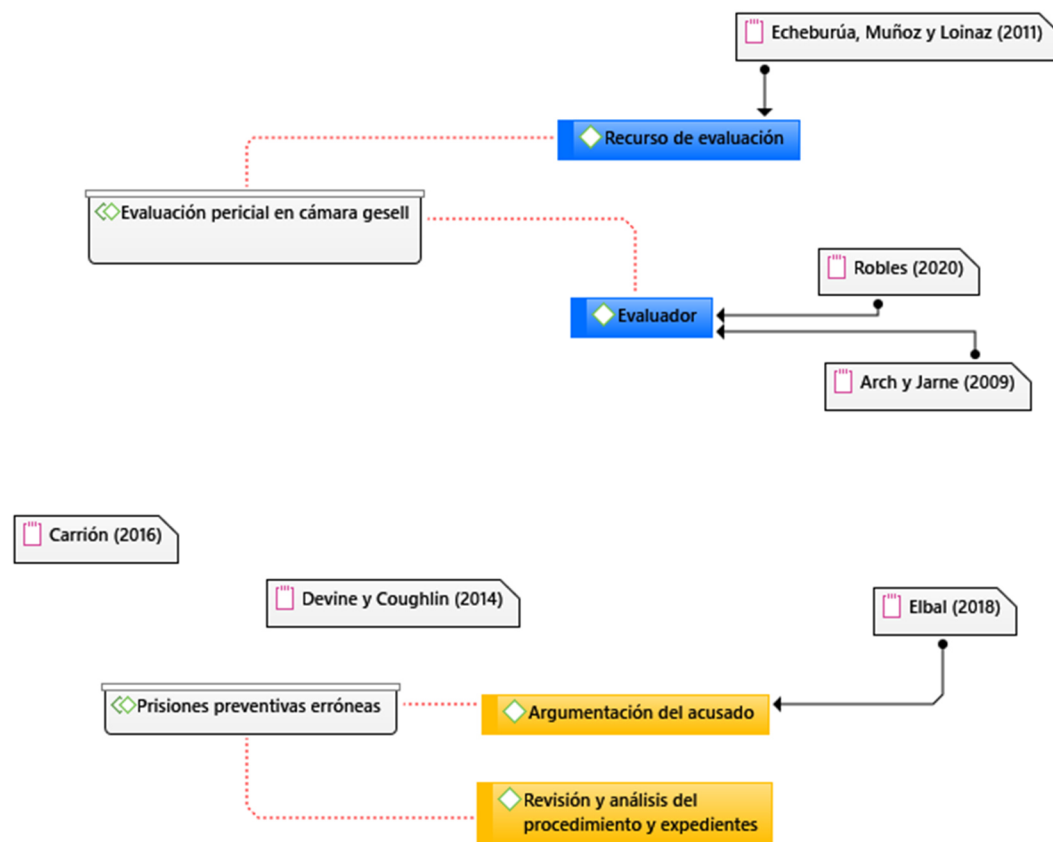 Echeburúa, Muñoz y Loinaz (2011)
Recurso de evaluación
Evaluación pericial en cámara gesell
Robles (2020)
Evaluador
Arch y Jarne (2009)
Carrión (2016)
Devine y Coughlin (2014)
Elbal (2018)
Prisiones preventivas erróneas
Argumentación del acusado
Revisión y análisis del
procedimiento y expedientes